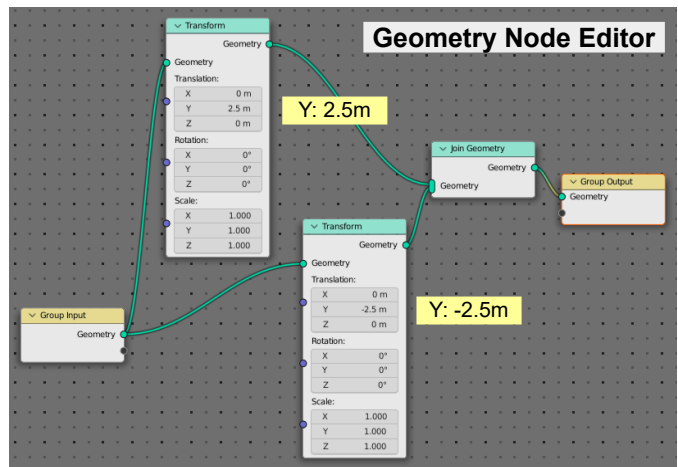 Geometry Node Editor
Transform
Geometry
Geometry
Translation:
X 0 m
Y 2.5 m
Z 0 m
Rotation:
X 0°
Y 0°
Z 0°
Scale:
X 1.000
Y 1.000
Z 1.000
Y: 2.5m
Join Geometry
Geometry
Geometry
Group Output
Geometry
Transform
Geometry
Geometry
Translation:
X 0 m
Y -2.5 m
Z 0 m
Rotation:
X 0°
Y 0°
Z 0°
Scale:
X 1.000
Y 1.000
Z 1.000
Y: -2.5m
Group Input
Geometry